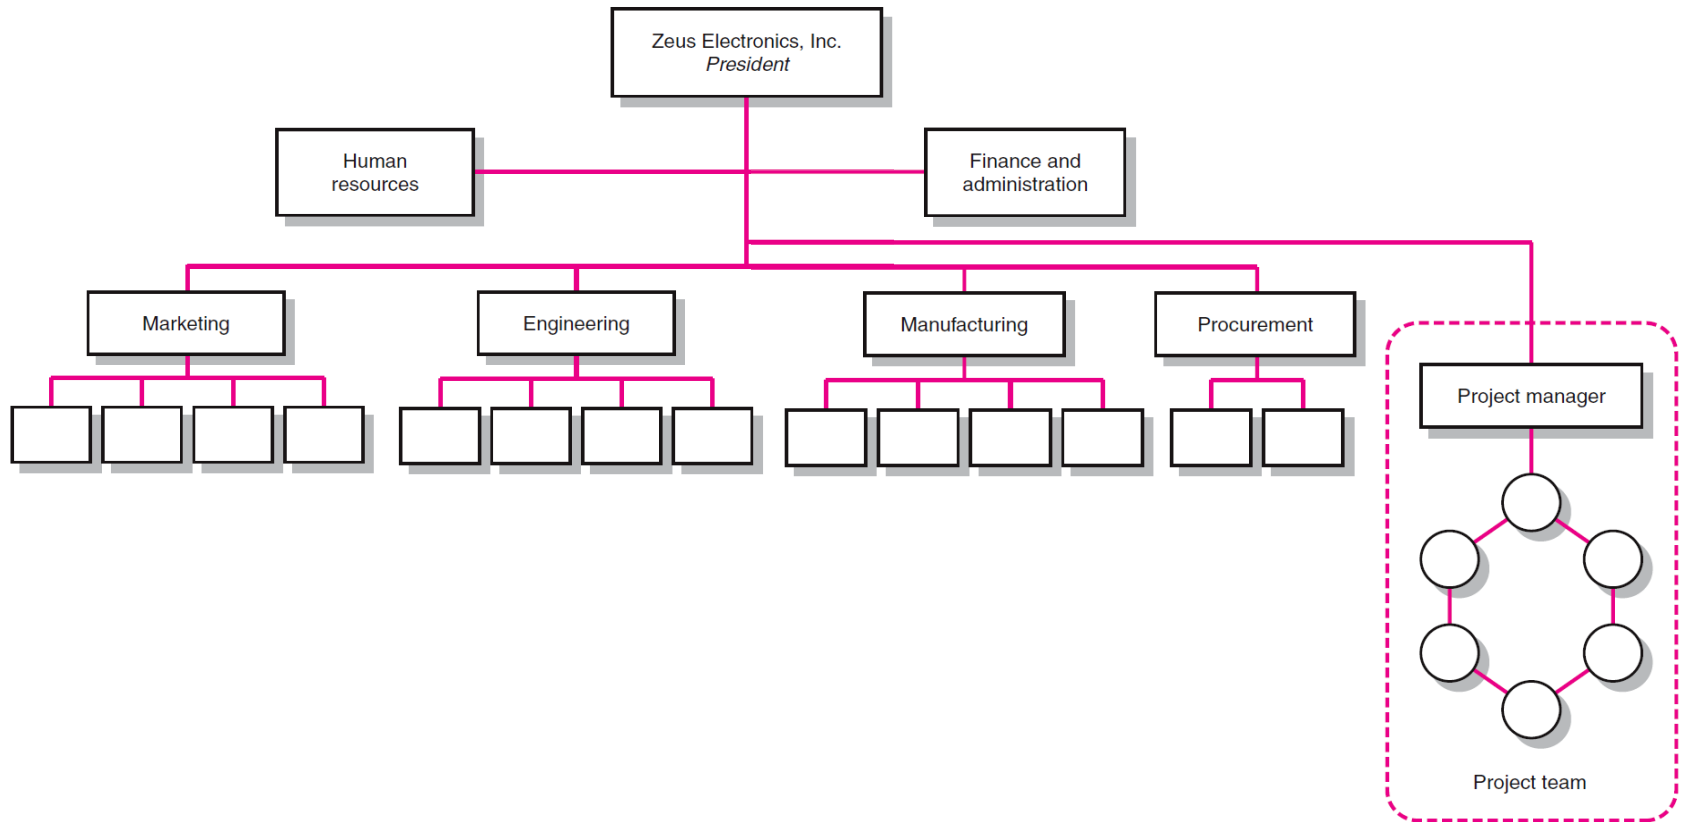 Zeus Electronics, Inc.
President
Human
resources
Finance and
administration
Marketing
Engineering
Manufacturing
Procurement
Project manager
Project team